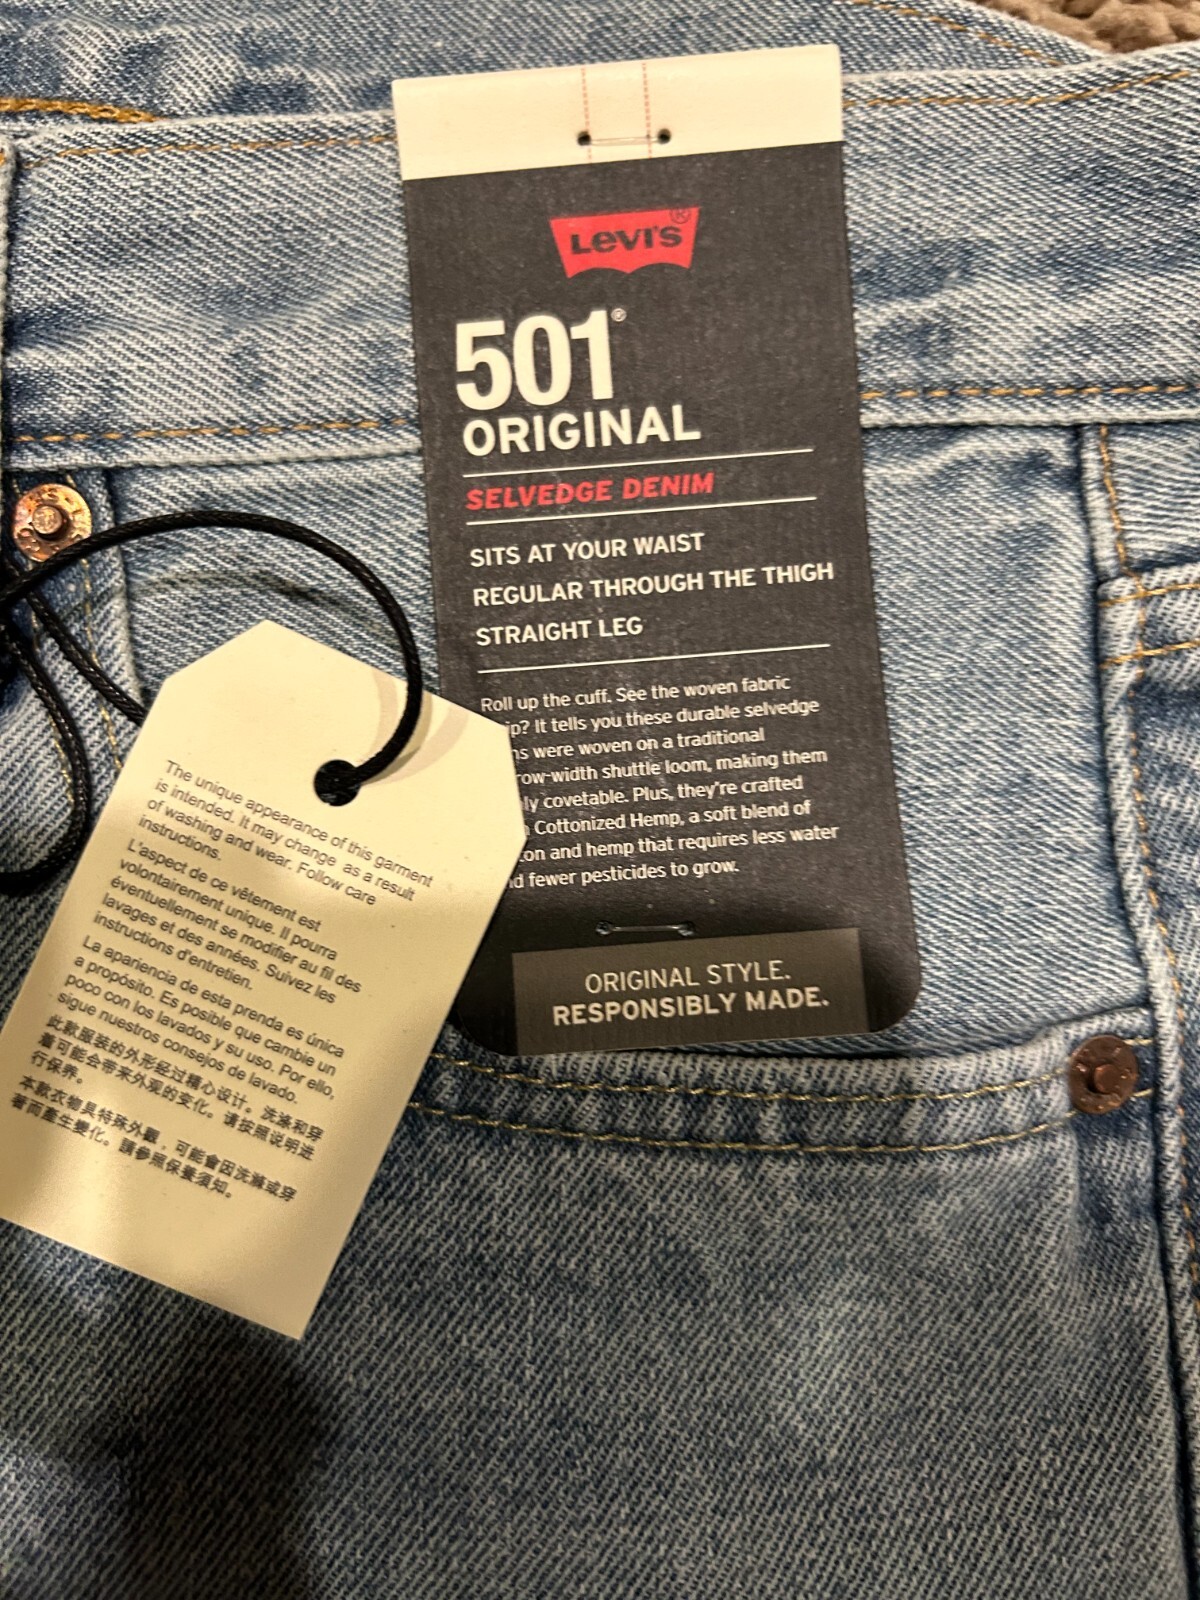 LEVI'S®
501®
ORIGINAL
SELVEDGE DENIM
SITS AT YOUR WAIST
REGULAR THROUGH THE THIGH
STRAIGHT LEG
Roll up the cuff. See the woven fabric
It tells you these durable selvedge
were woven on a traditional
shuttle loom, making them
covetable. Plus, they're crafted
Cottonized Hemp, a soft blend of
and hemp that requires less water
fewer pesticides to grow.
ORIGINAL STYLE.
RESPONSIBLY MADE.
The unique appearance of this garment
is intended. It may change as a result
of washing and wear. Follow care
instructions.
L'aspect de ce vêtement est
volontairement unique. Il pourra
éventuellement se modifier au fil des
lavages et des années. Suivez les
instructions d'entretien.
La apariencia de esta prenda es única
a propósito. Es posible que cambie un
poco con los lavados y su uso. Por ello,
sigue nuestros consejos de lavado.
此款服装的外形经过精心设计。洗涤和穿
着可能会带来外观的变化。请按照说明进
行保养。
本款衣物具特殊外觀，可能會因洗滌或穿
著而產生變化。請參照保養須知。